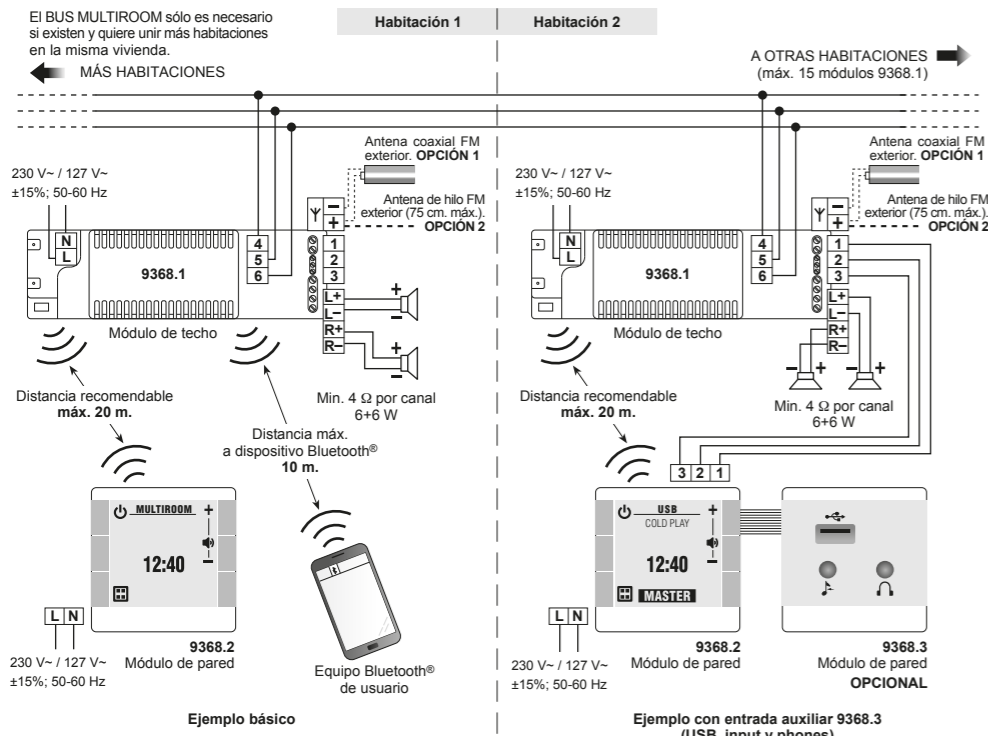 El BUS MULTIROOM sólo es necesario
si existen y quiere unir más habitaciones
en la misma vivienda.
MÁS HABITACIONES
Habitación 1
Habitación 2
A OTRAS HABITACIONES
(máx. 15 módulos 9368.1)
230 V~ / 127 V~
±15%; 50-60 Hz
N
L
9368.1
4
5
6
Antena coaxial FM
exterior. OPCIÓN 1
Antena de hilo FM
exterior (75 cm. máx.).
OPCIÓN 2
−
+
1
2
3
L+
L−
R+
R−
+
−
+
−
Módulo de techo
Min. 4 Ω por canal
6+6 W
Distancia recomendable
máx. 20 m.
Distancia máx.
a dispositivo Bluetooth®
10 m.
MULTIROOM
+
−
12:40
L N
230 V~ / 127 V~
±15%; 50-60 Hz
9368.2
Módulo de pared
Equipo Bluetooth®
de usuario
Ejemplo básico
230 V~ / 127 V~
±15%; 50-60 Hz
N
L
9368.1
4
5
6
Antena coaxial FM
exterior. OPCIÓN 1
Antena de hilo FM
exterior (75 cm. máx.).
OPCIÓN 2
−
+
1
2
3
L+
L−
R+
R−
− +
− +
Módulo de techo
Min. 4 Ω por canal
6+6 W
Distancia recomendable
máx. 20 m.
3 2 1
USB
COLD PLAY
+
−
12:40
MASTER
L N
230 V~ / 127 V~
±15%; 50-60 Hz
9368.2
Módulo de pared
9368.3
Módulo de pared
OPCIONAL
Ejemplo con entrada auxiliar 9368.3
(USB, input y phones)